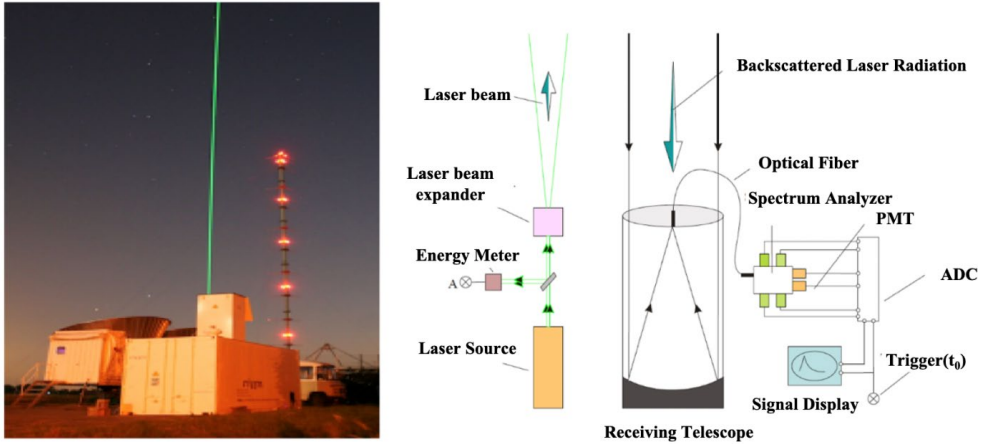 Backscattered Laser Radiation
Laser beam
Optical Fiber
Laser beam
expander
Spectrum Analyzer
PMT
Energy Meter
A
ADC
Laser Source
Trigger(t₀)
Signal Display
Receiving Telescope